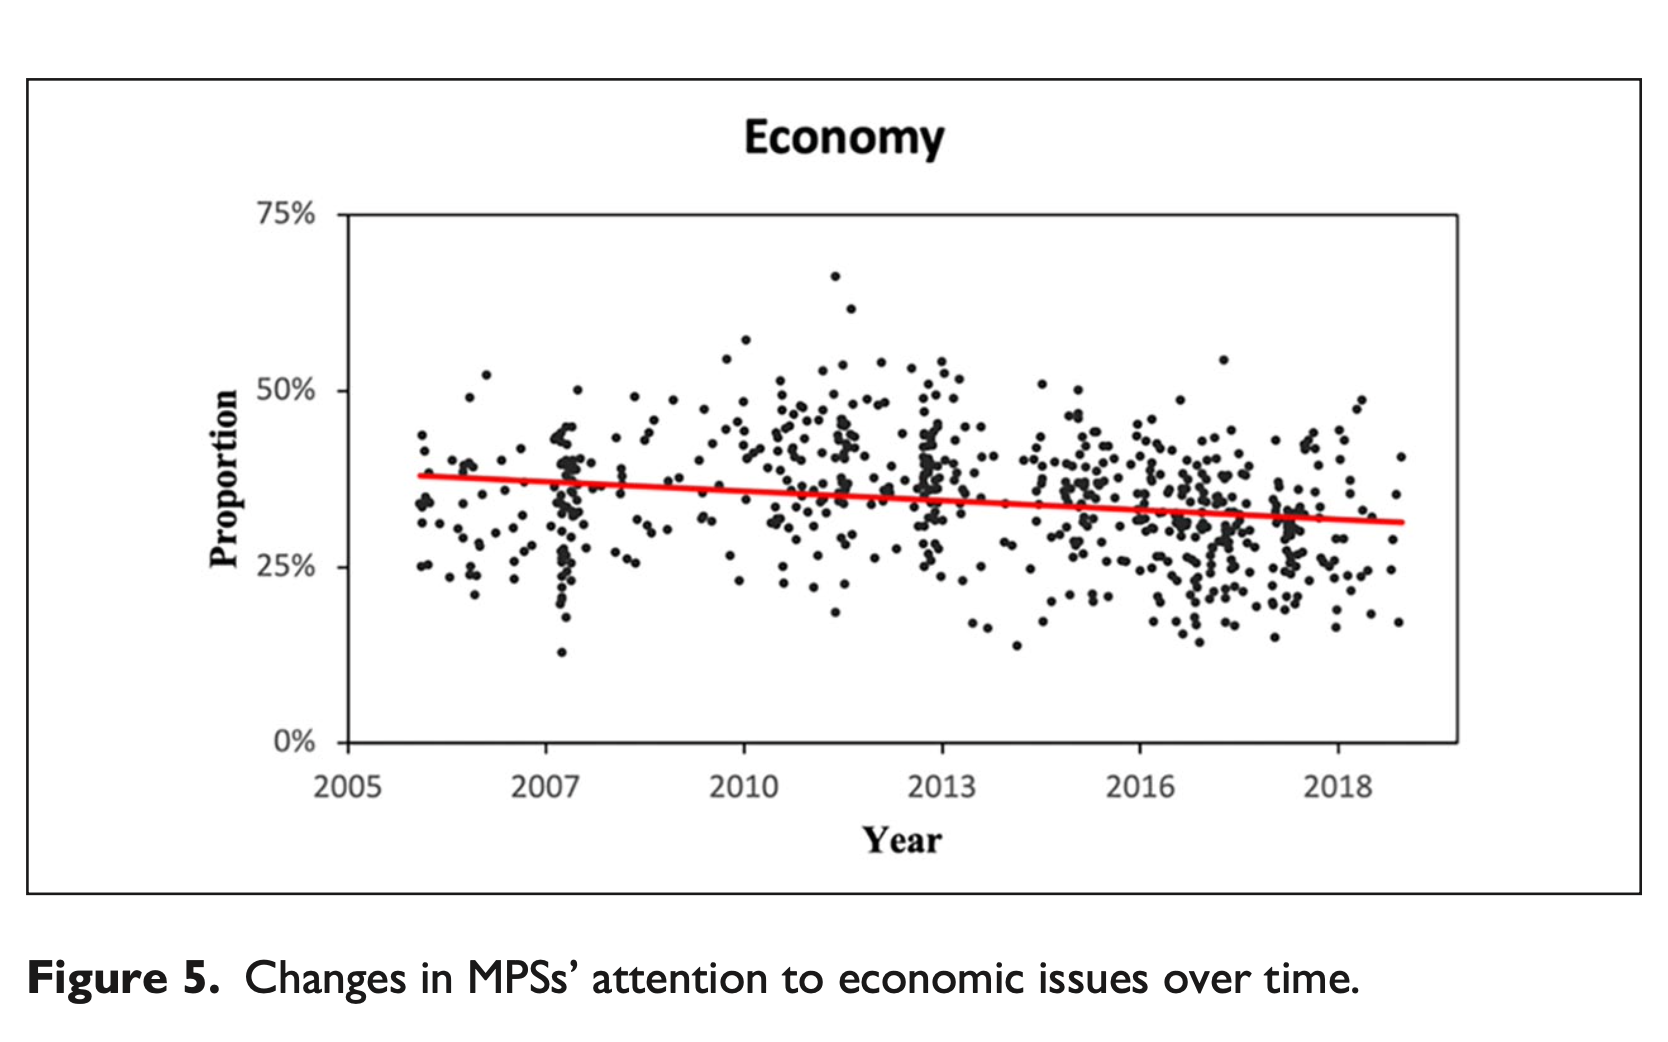 Economy
75%
50%
25%
0%
Proportion
2005 2007 2010 2013 2016 2018
Year
Figure 5. Changes in MPSs’ attention to economic issues over time.